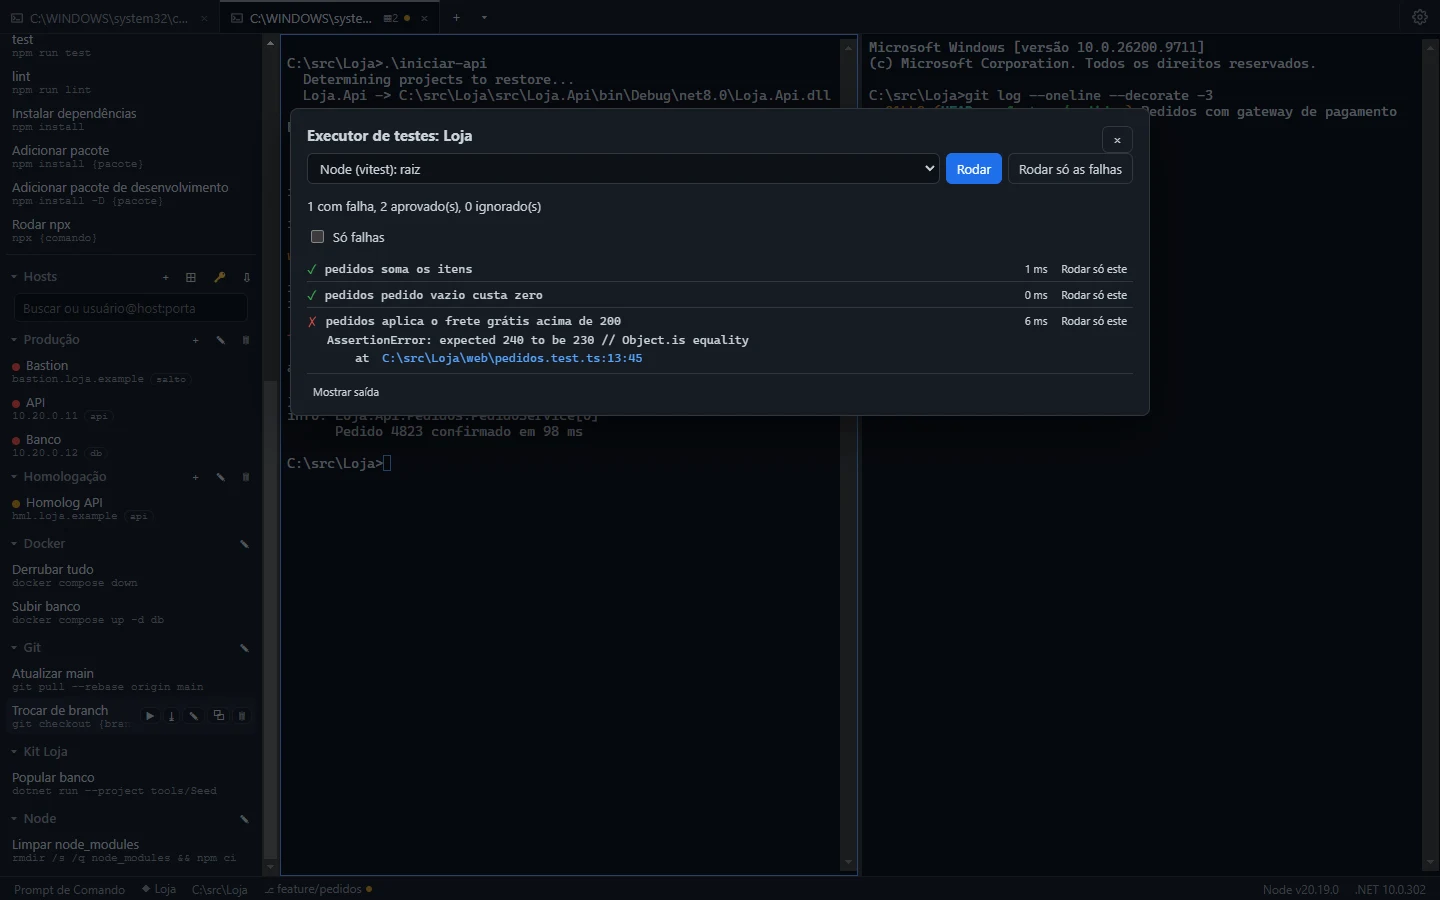 C:\WINDOWS\system32\c... ×
C:\WINDOWS\syste... 2 ×
+
test
npm run test
lint
npm run lint
Instalar dependências
npm install
Adicionar pacote
npm install {pacote}
Adicionar pacote de desenvolvimento
npm install -D {pacote}
Rodar npx
npx {comando}
Hosts
Buscar ou usuário@host:porta
Produção
Bastion
bastion.loja.example salto
API
10.20.0.11 api
Banco
10.20.0.12 db
Homologação
Homolog API
hml.loja.example api
Docker
Derrubar tudo
docker compose down
Subir banco
docker compose up -d db
Git
Atualizar main
git pull --rebase origin main
Trocar de branch
git checkout {bran
Kit Loja
Popular banco
dotnet run --project tools/Seed
Node
Limpar node_modules
rmdir /s /q node_modules && npm ci
C:\src\Loja>.\iniciar-api
Determining projects to restore...
Loja.Api -> C:\src\Loja\src\Loja.Api\bin\Debug\net8.0\Loja.Api.dll
Executor de testes: Loja
×
Node (vitest): raiz
Rodar
Rodar só as falhas
1 com falha, 2 aprovado(s), 0 ignorado(s)
Só falhas
✓ pedidos soma os itens 1 ms Rodar só este
✓ pedidos pedido vazio custa zero 0 ms Rodar só este
✗ pedidos aplica o frete grátis acima de 200 6 ms Rodar só este
AssertionError: expected 240 to be 230 // Object.is equality
at C:\src\Loja\web\pedidos.test.ts:13:45
Mostrar saída
info: Loja.Api.Pedidos.PedidoService[0]
Pedido 4823 confirmado em 98 ms
C:\src\Loja>
Microsoft Windows [versão 10.0.26200.9711]
(c) Microsoft Corporation. Todos os direitos reservados.
C:\src\Loja>git log --oneline --decorate -3
Pedidos com gateway de pagamento
Prompt de Comando
Loja
C:\src\Loja
feature/pedidos
Node v20.19.0
.NET 10.0.302